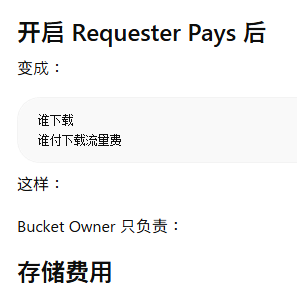 开启 Requester Pays 后
变成：
谁下载
谁付下载流量费
这样：
Bucket Owner 只负责：
存储费用